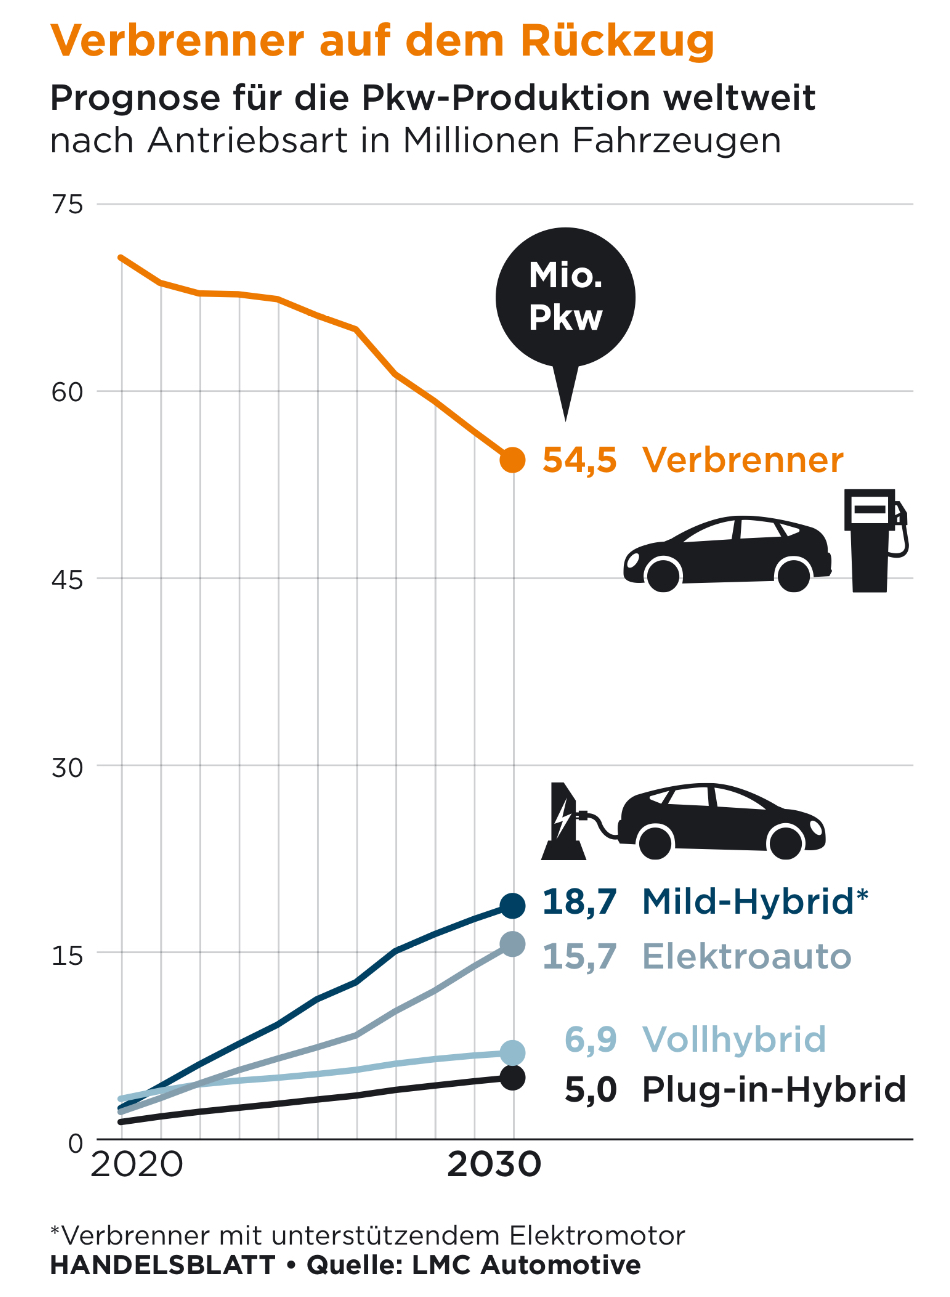 Verbrenner auf dem Rückzug
Prognose für die Pkw-Produktion weltweit
nach Antriebsart in Millionen Fahrzeugen
75
Mio.
Pkw
60
54,5 Verbrenner
45
30
18,7 Mild-Hybrid*
15
15,7 Elektroauto
6,9 Vollhybrid
5,0 Plug-in-Hybrid
0
2020 2030
*Verbrenner mit unterstützendem Elektromotor
HANDELSBLATT • Quelle: LMC Automotive